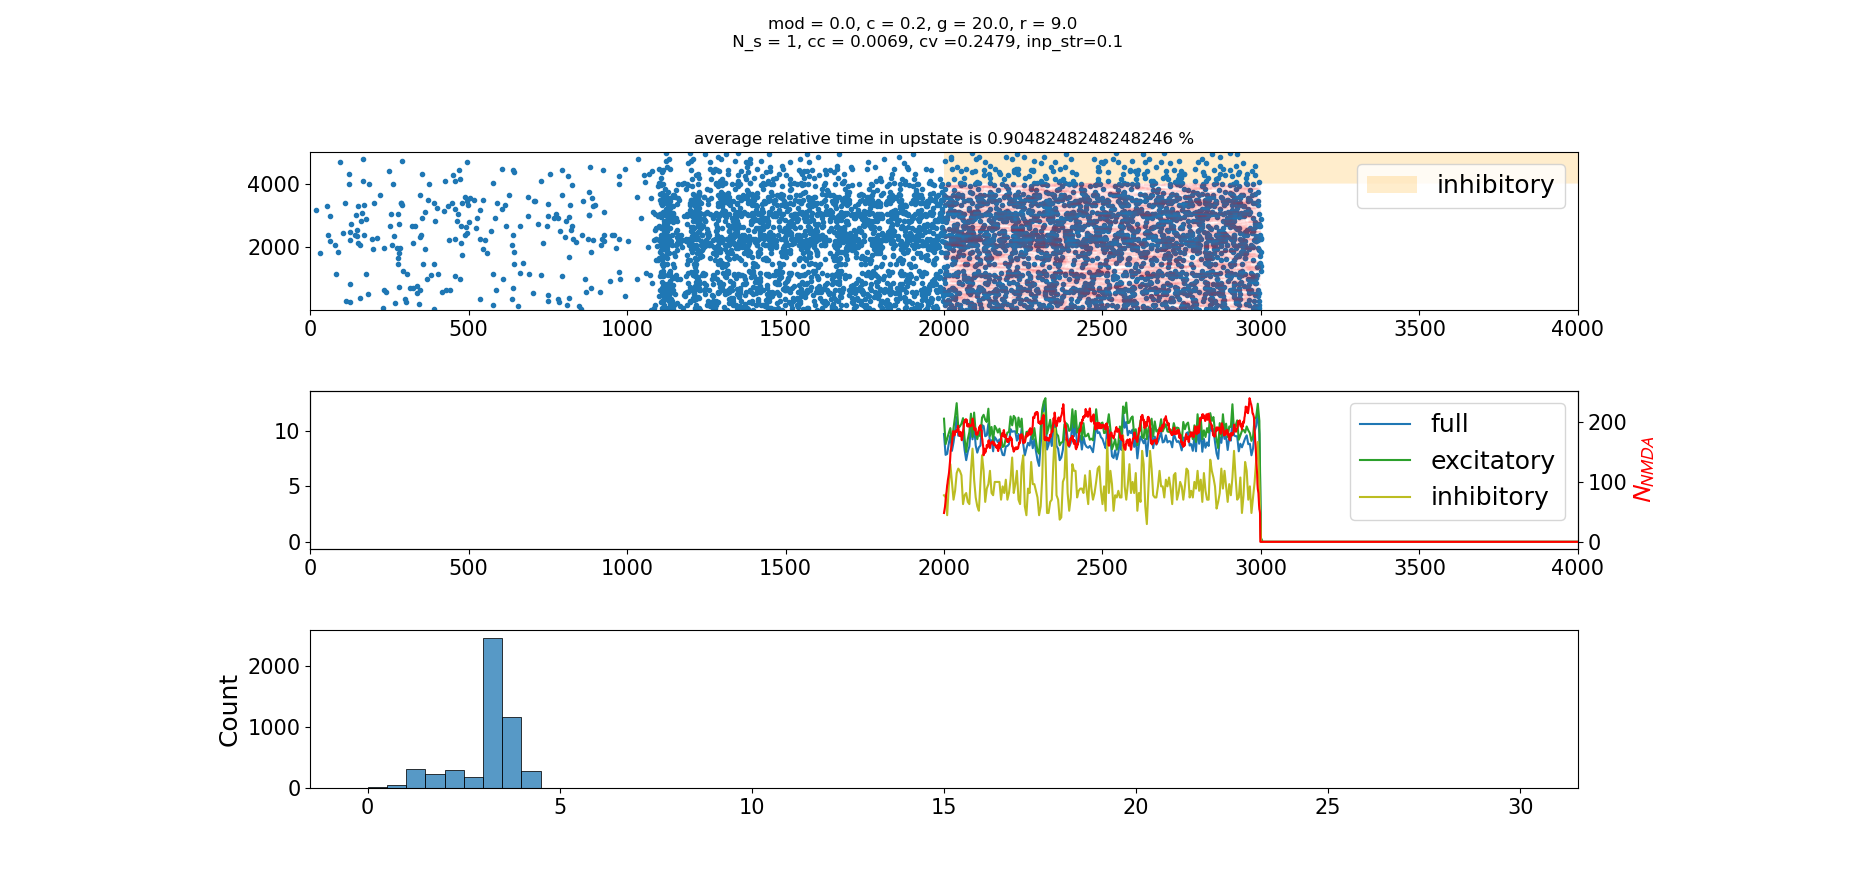 mod = 0.0, c = 0.2, g = 20.0, r = 9.0
N_s = 1, cc = 0.0069, cv =0.2479, inp_str=0.1
average relative time in upstate is 0.9048248248248246 %
4000
2000
inhibitory
0 500 1000 1500 2000 2500 3000 3500 4000
10
5
0
full
excitatory
inhibitory
200
100
0
N_NMDA
0 500 1000 1500 2000 2500 3000 3500 4000
Count
2000
1000
0
0 5 10 15 20 25 30